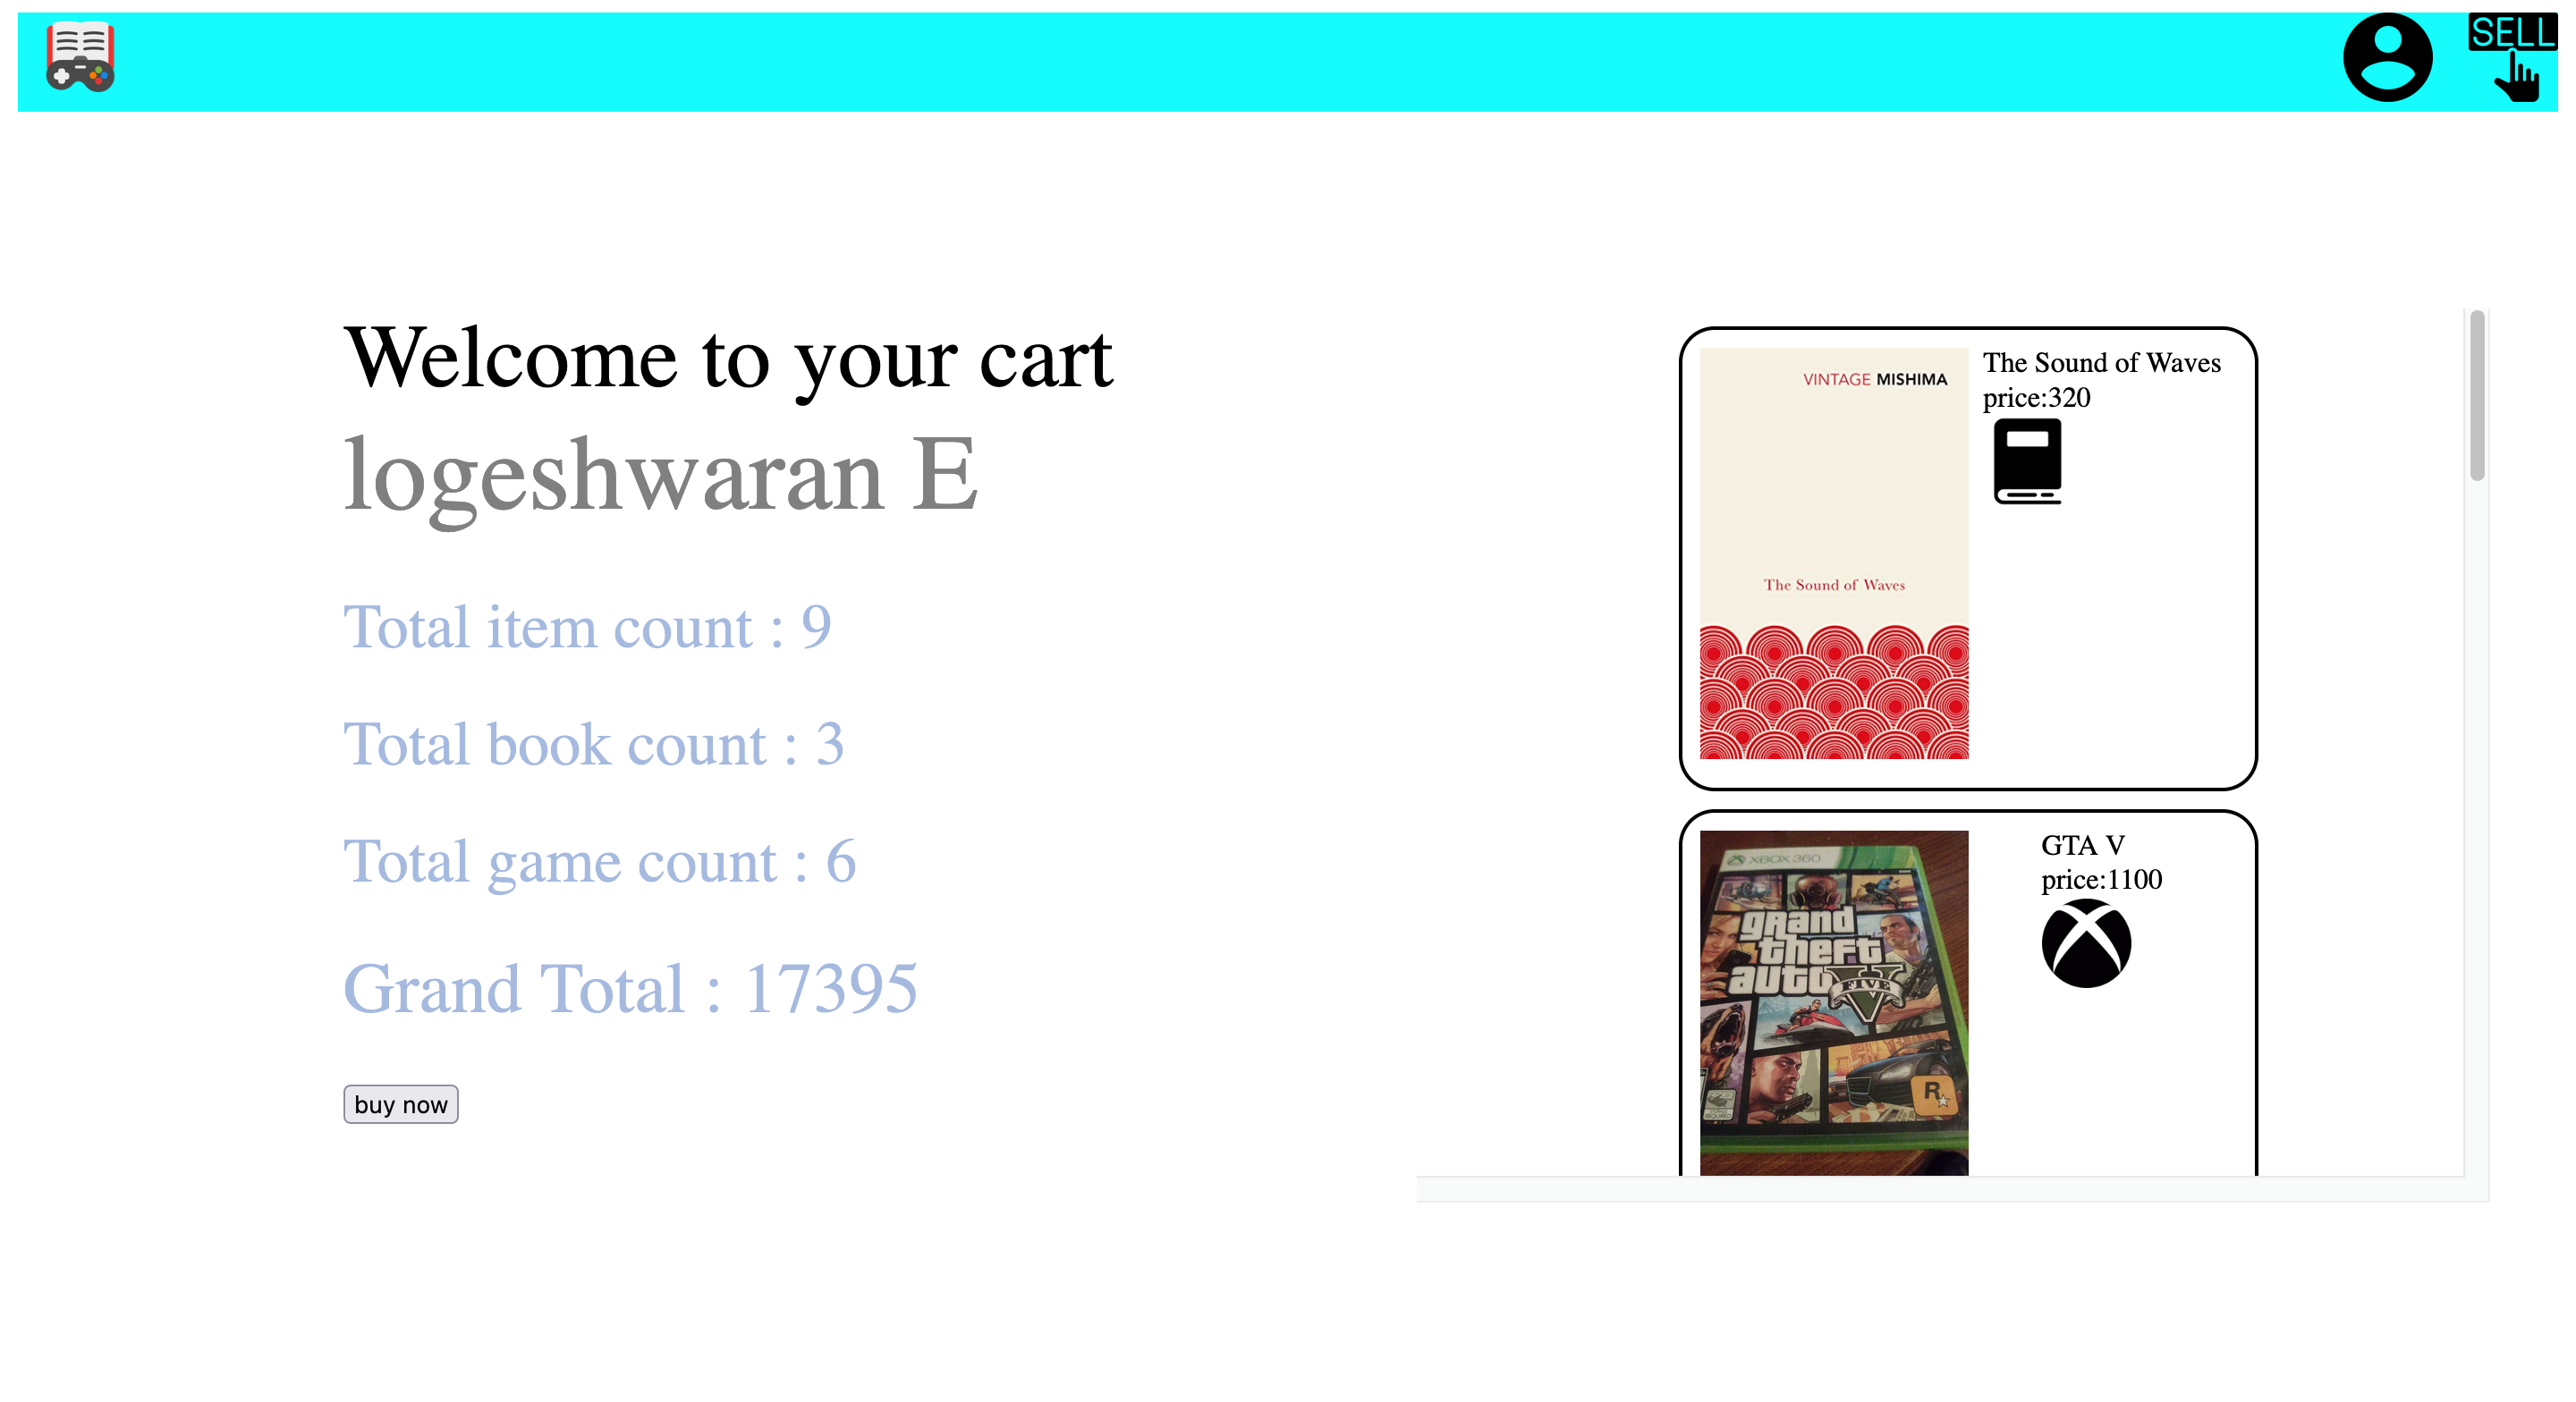 SELL
Welcome to your cart
logeshwaran E
Total item count : 9
Total book count : 3
Total game count : 6
Grand Total : 17395
buy now
VINTAGE MISHIMA
The Sound of Waves
The Sound of Waves
price:320
XBOX 360
grand
theft
auto
FIVE
V
R
GTA V
price:1100